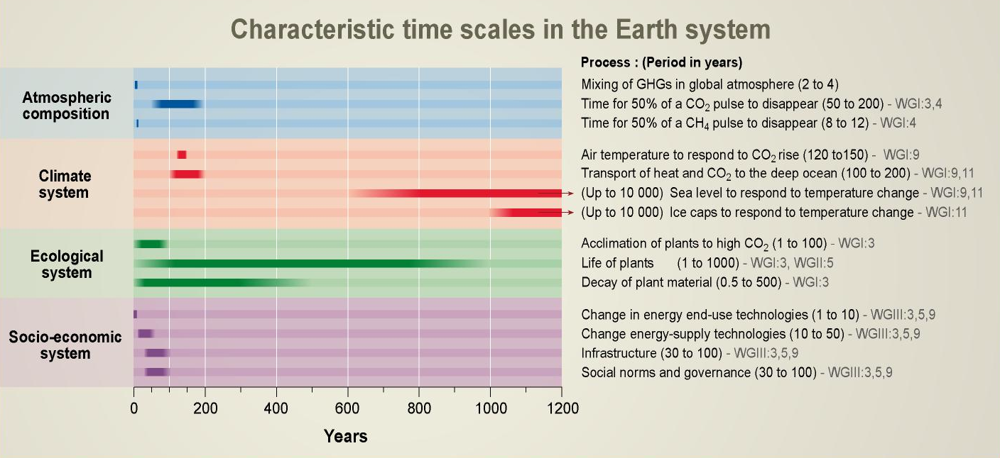 Characteristic time scales in the Earth system
Process : (Period in years)
Atmospheric
composition
Mixing of GHGs in global atmosphere (2 to 4)
Time for 50% of a CO2 pulse to disappear (50 to 200) - WGI:3,4
Time for 50% of a CH4 pulse to disappear (8 to 12) - WGI:4
Climate
system
Air temperature to respond to CO2 rise (120 to150) - WGI:9
Transport of heat and CO2 to the deep ocean (100 to 200) - WGI:9,11
(Up to 10 000) Sea level to respond to temperature change - WGI:9,11
(Up to 10 000) Ice caps to respond to temperature change - WGI:11
Ecological
system
Acclimation of plants to high CO2 (1 to 100) - WGI:3
Life of plants (1 to 1000) - WGI:3, WGII:5
Decay of plant material (0.5 to 500) - WGI:3
Socio-economic
system
Change in energy end-use technologies (1 to 10) - WGIII:3,5,9
Change energy-supply technologies (10 to 50) - WGIII:3,5,9
Infrastructure (30 to 100) - WGIII:3,5,9
Social norms and governance (30 to 100) - WGIII:3,5,9
0 200 400 600 800 1000 1200
Years